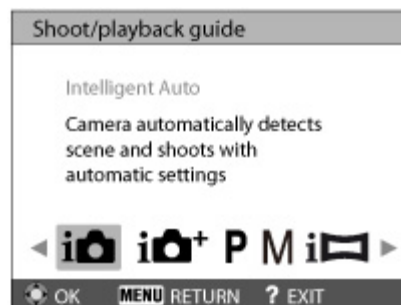 Shoot/playback guide
Intelligent Auto
Camera automatically detects
scene and shoots with
automatic settings
i i+ P M i
OK MENU RETURN ? EXIT